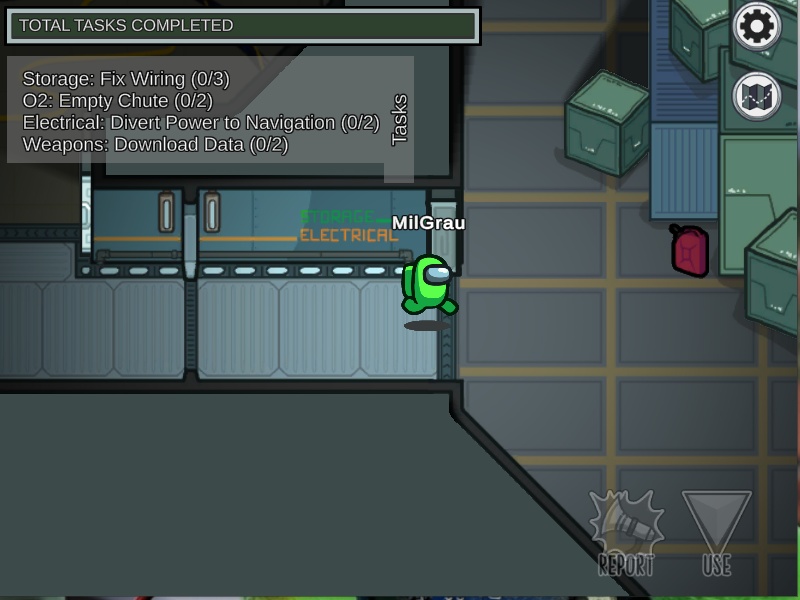 TOTAL TASKS COMPLETED
Storage: Fix Wiring (0/3)
O2: Empty Chute (0/2)
Electrical: Divert Power to Navigation (0/2)
Weapons: Download Data (0/2)
Tasks
STORAGE
ELECTRICAL
MilGrau
REPORT
USE